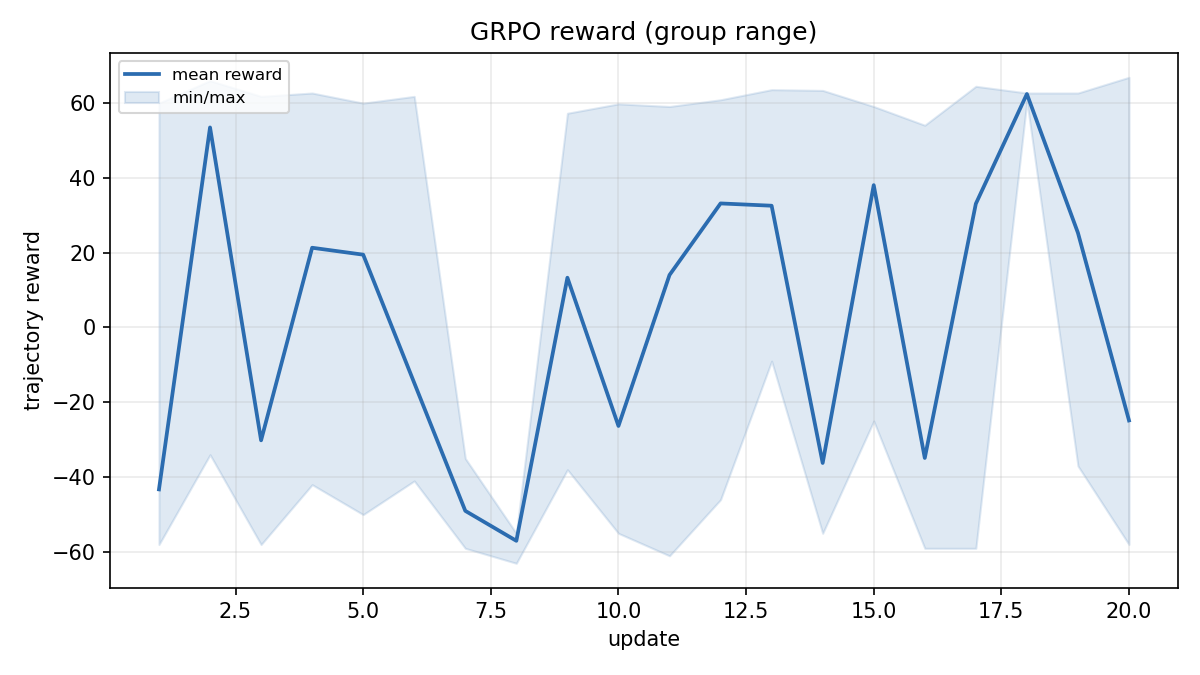 GRPO reward (group range)
mean reward
min/max
trajectory reward
60
40
20
0
−20
−40
−60
2.5 5.0 7.5 10.0 12.5 15.0 17.5 20.0
update